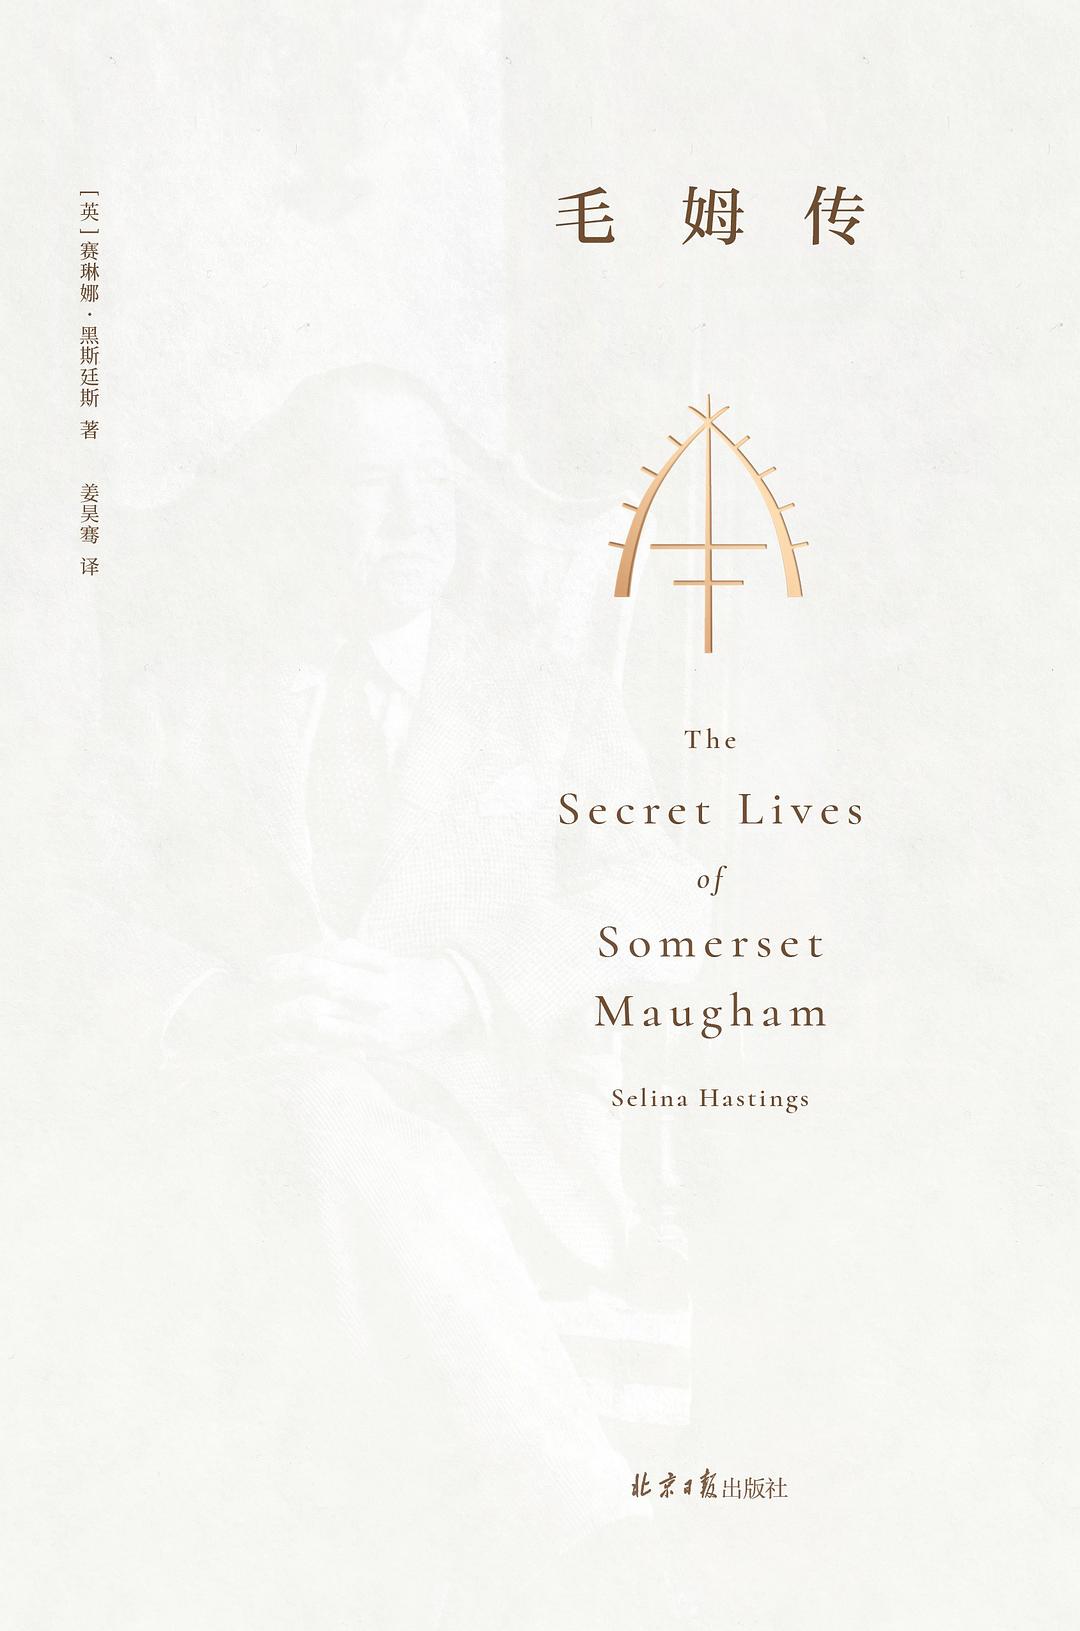 毛姆传
[英]赛琳娜·黑斯廷斯 著 姜昊骞 译
The
Secret Lives
of
Somerset
Maugham
Selina Hastings
北京日报出版社